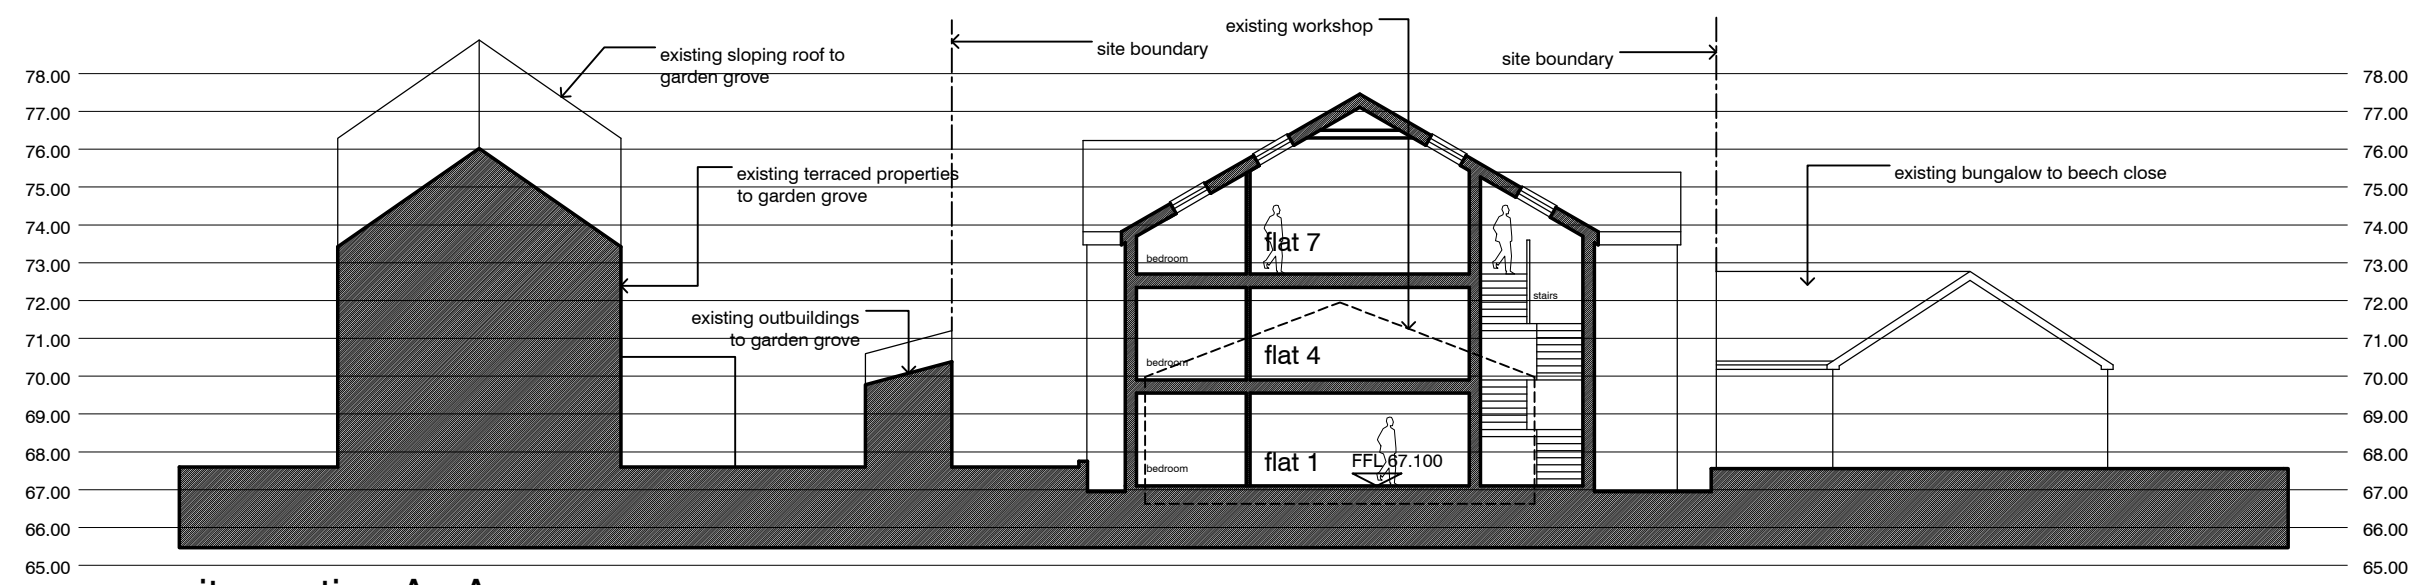 existing workshop
site boundary
site boundary
existing sloping roof to
garden grove
78.00
78.00
77.00
77.00
76.00
76.00
existing terraced properties
to garden grove
existing bungalow to beech close
75.00
75.00
74.00
74.00
flat 7
bedroom
73.00
73.00
stairs
72.00
72.00
existing outbuildings
to garden grove
71.00
71.00
flat 4
bedroom
70.00
70.00
69.00
69.00
68.00
68.00
flat 1
FFL 67.100
bedroom
67.00
67.00
66.00
66.00
65.00
65.00